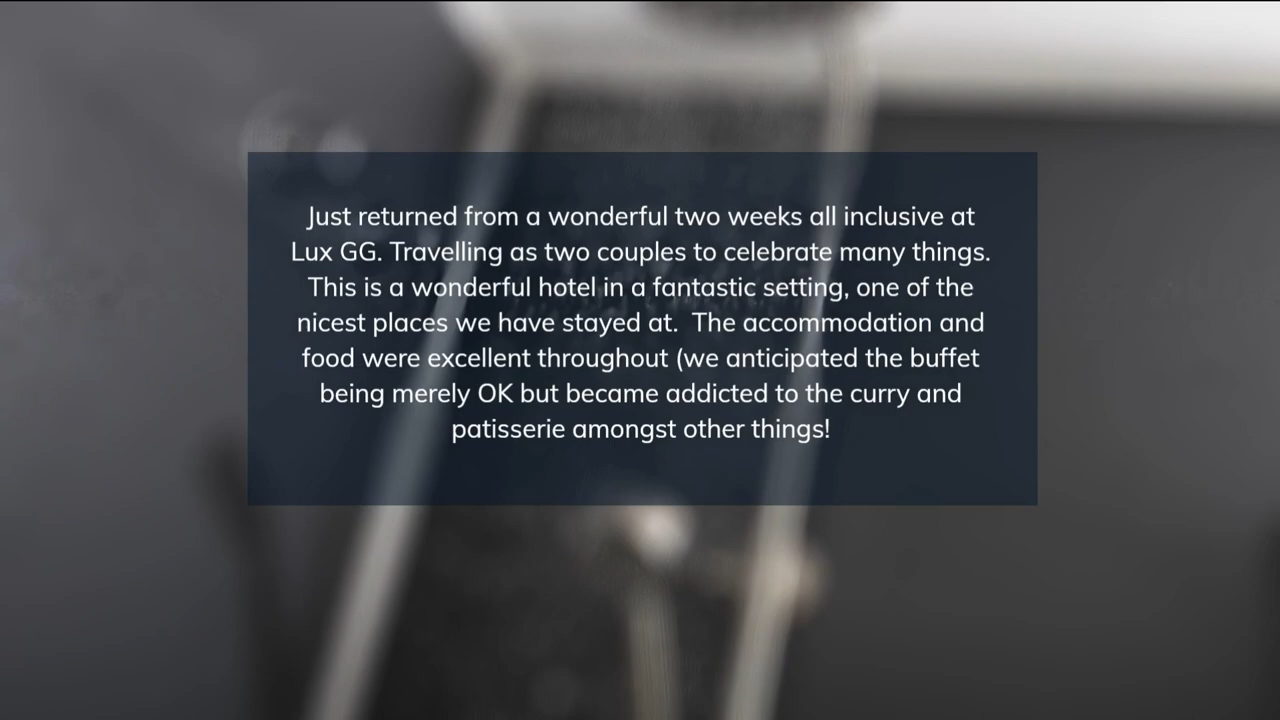 Just returned from a wonderful two weeks all inclusive at
Lux GG. Travelling as two couples to celebrate many things.
This is a wonderful hotel in a fantastic setting, one of the
nicest places we have stayed at.  The accommodation and
food were excellent throughout (we anticipated the buffet
being merely OK but became addicted to the curry and
patisserie amongst other things!